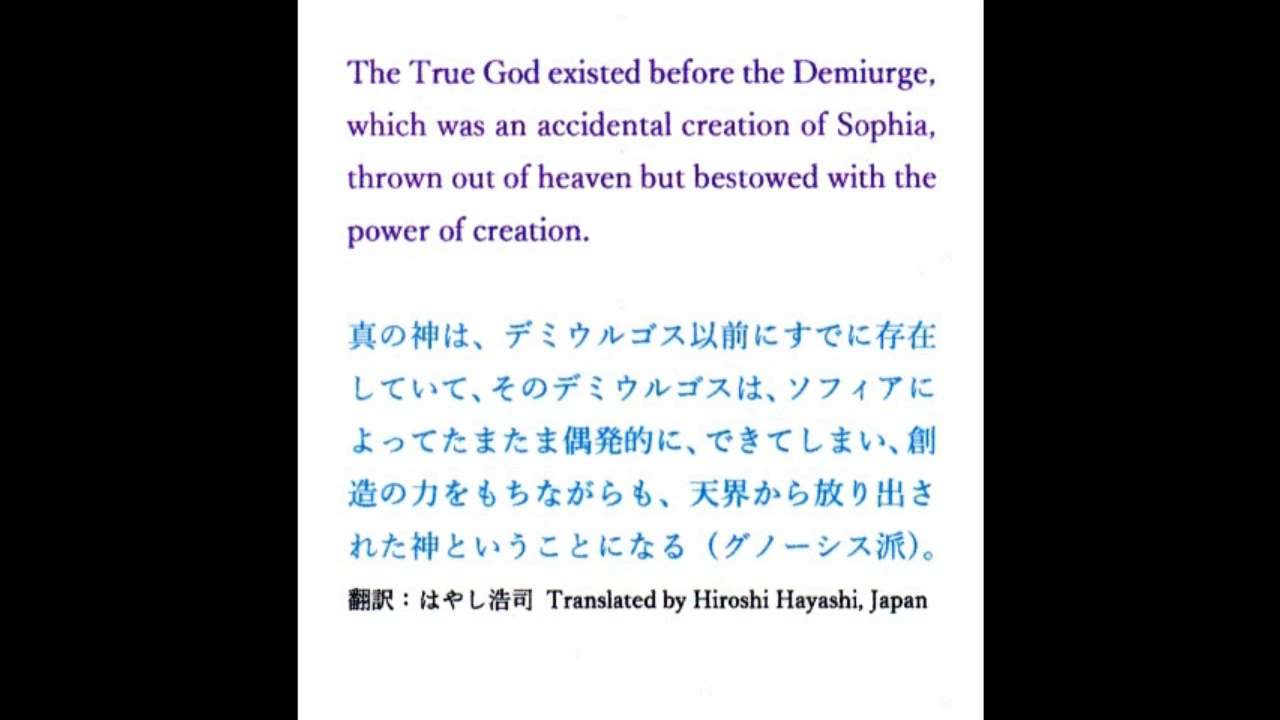 The True God existed before the Demiurge,
which was an accidental creation of Sophia,
thrown out of heaven but bestowed with the
power of creation.
真の神は、デミウルゴス以前にすでに存在
していて、そのデミウルゴスは、ソフィアに
よってたまたま偶発的に、できてしまい、創
造の力をもちながらも、天界から放り出さ
れた神ということになる（グノーシス派）。
翻訳：はやし浩司 Translated by Hiroshi Hayashi, Japan